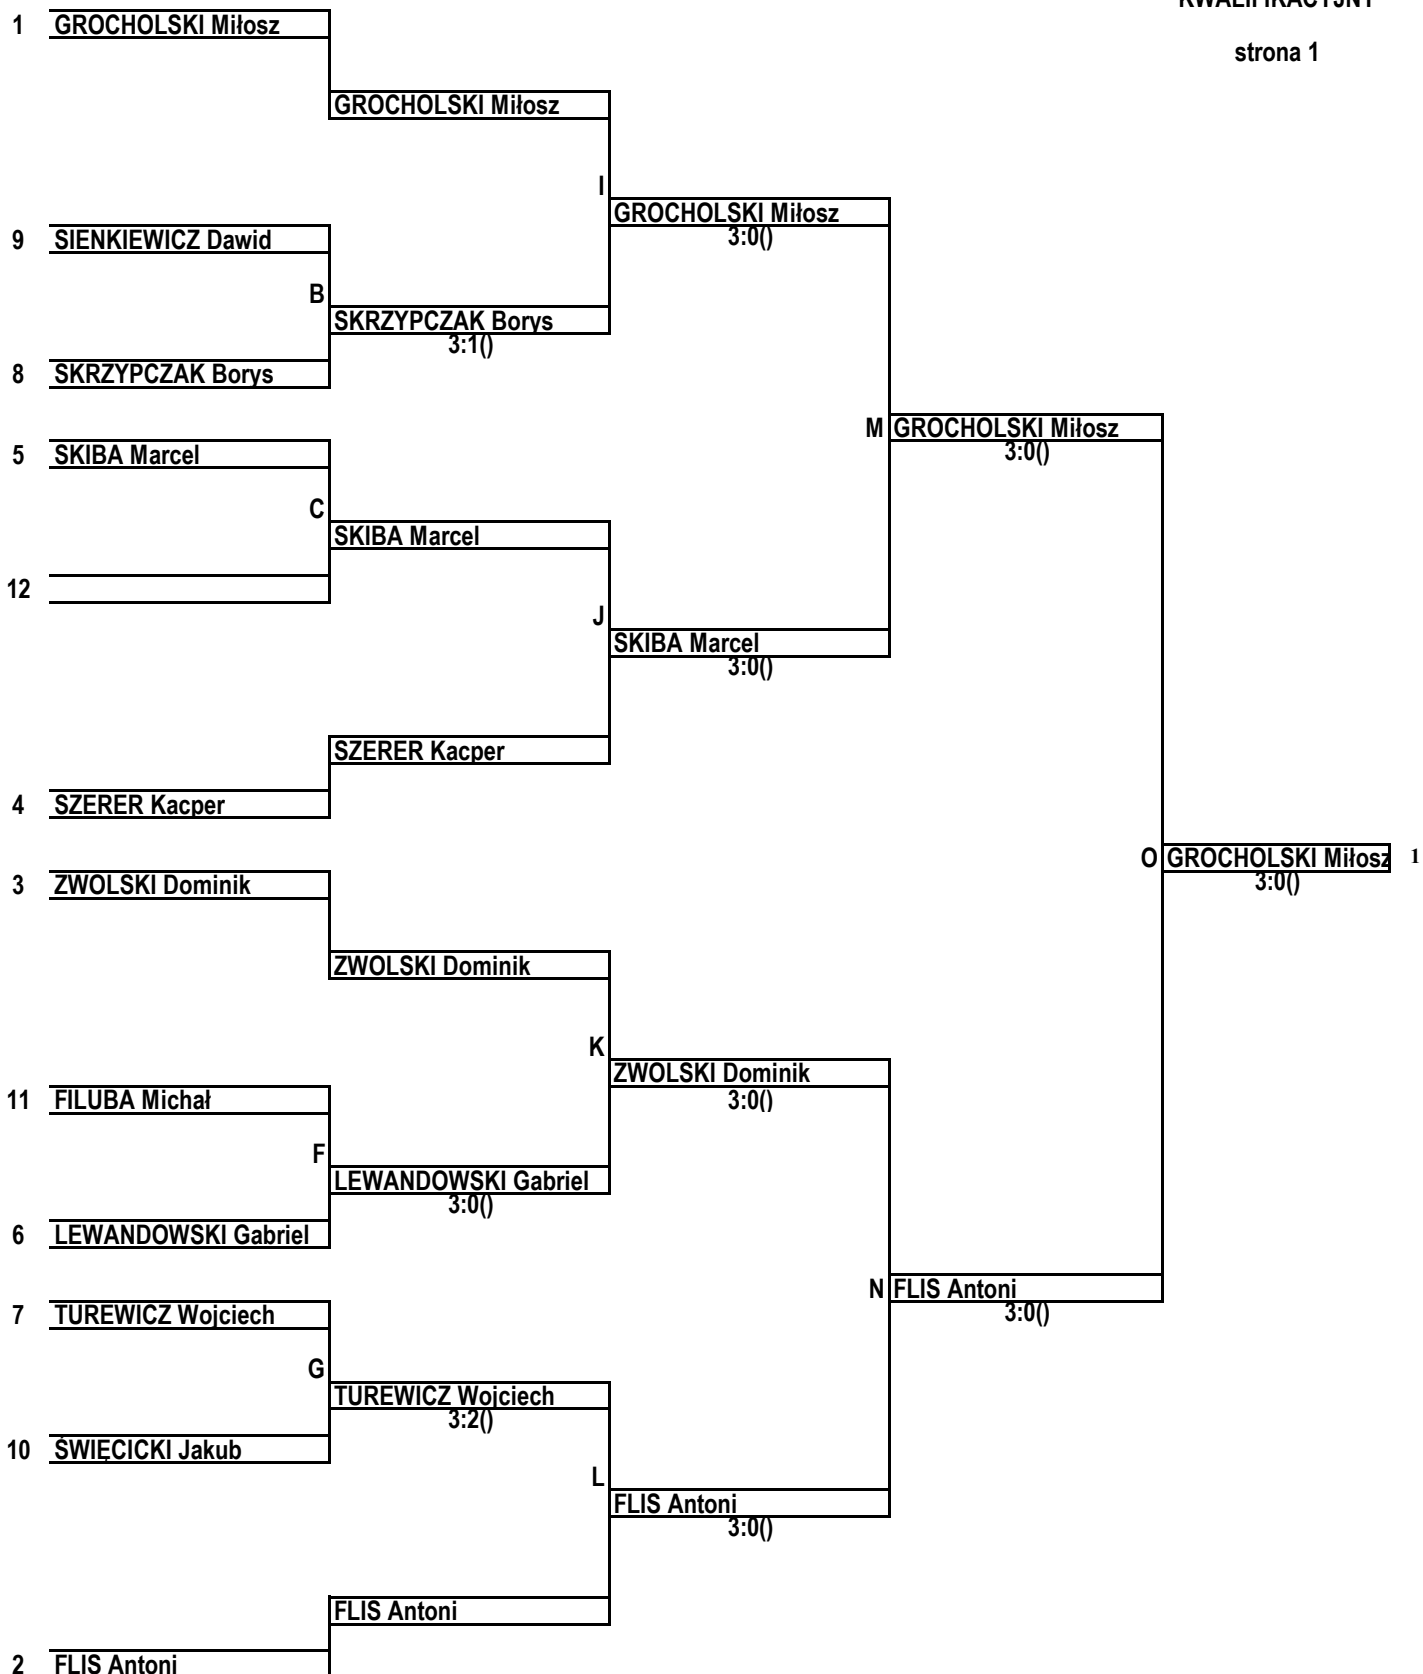 KWALIFIKACYJNY
strona 1
1 GROCHOLSKI Miłosz
GROCHOLSKI Miłosz
I
GROCHOLSKI Miłosz
3:0()
9 SIENKIEWICZ Dawid
B
SKRZYPCZAK Borys
3:1()
8 SKRZYPCZAK Borys
M GROCHOLSKI Miłosz
3:0()
5 SKIBA Marcel
C
SKIBA Marcel
12
J
SKIBA Marcel
3:0()
SZERER Kacper
4 SZERER Kacper
O GROCHOLSKI Miłosz 1
3:0()
3 ZWOLSKI Dominik
ZWOLSKI Dominik
K
ZWOLSKI Dominik
3:0()
11 FILUBA Michał
F
LEWANDOWSKI Gabriel
3:0()
6 LEWANDOWSKI Gabriel
N FLIS Antoni
3:0()
7 TUREWICZ Wojciech
G
TUREWICZ Wojciech
3:2()
10 ŚWIĘCICKI Jakub
L
FLIS Antoni
3:0()
FLIS Antoni
2 FLIS Antoni